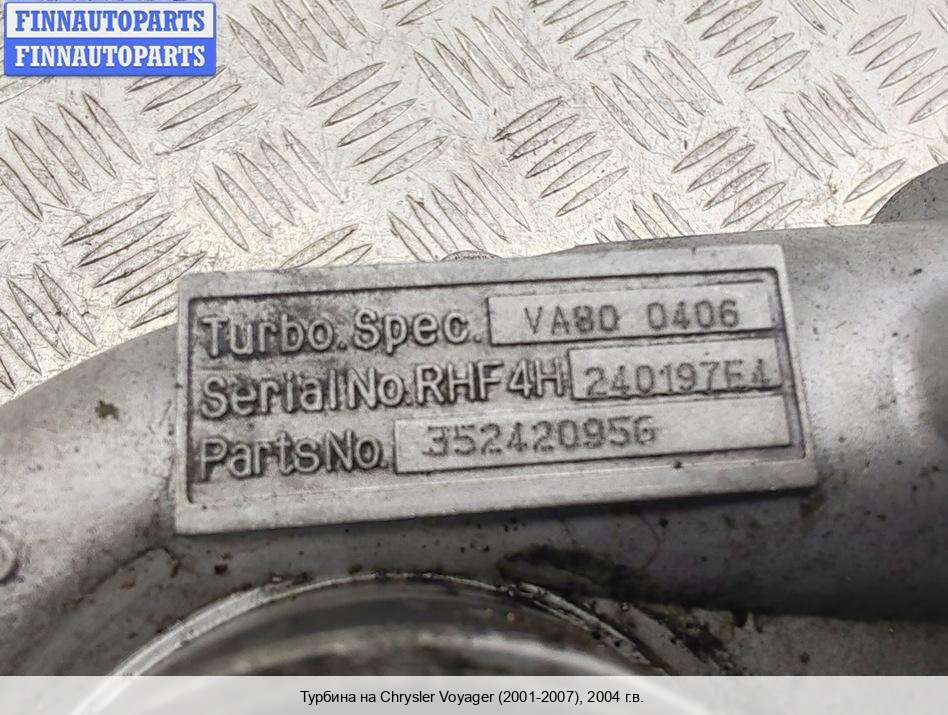 FINNAUTOPARTS
FINNAUTOPARTS
Turbo.Spec. VA80 0406
Serial No. RHF4H 240197E4
Parts No. 35242095G
Турбина на Chrysler Voyager (2001-2007), 2004 г.в.